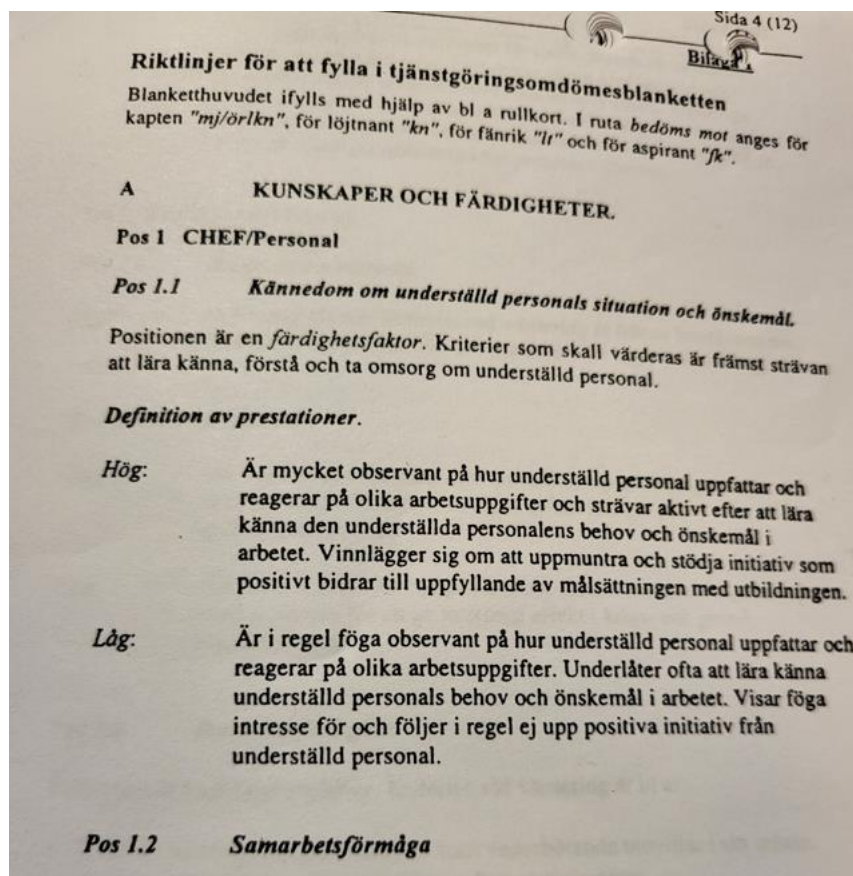 Sida 4 (12)
Bilaga 1
Riktlinjer för att fylla i tjänstgöringsomdömesblanketten
Blanketthuvudet ifylls med hjälp av bl a rullkort. I ruta bedöms mot anges för
kapten "mj/örlkn", för löjtnant "kn", för fänrik "lt" och för aspirant "fk".
A KUNSKAPER OCH FÄRDIGHETER.
Pos 1 CHEF/Personal
Pos 1.1 Kännedom om underställd personals situation och önskemål.
Positionen är en färdighetsfaktor. Kriterier som skall värderas är främst strävan
att lära känna, förstå och ta omsorg om underställd personal.
Definition av prestationer.
Hög: Är mycket observant på hur underställd personal uppfattar och
reagerar på olika arbetsuppgifter och strävar aktivt efter att lära
känna den underställda personalens behov och önskemål i
arbetet. Vinnlägger sig om att uppmuntra och stödja initiativ som
positivt bidrar till uppfyllande av målsättningen med utbildningen.
Låg: Är i regel föga observant på hur underställd personal uppfattar och
reagerar på olika arbetsuppgifter. Underlåter ofta att lära känna
underställd personals behov och önskemål i arbetet. Visar föga
intresse för och följer i regel ej upp positiva initiativ från
underställd personal.
Pos 1.2 Samarbetsförmåga